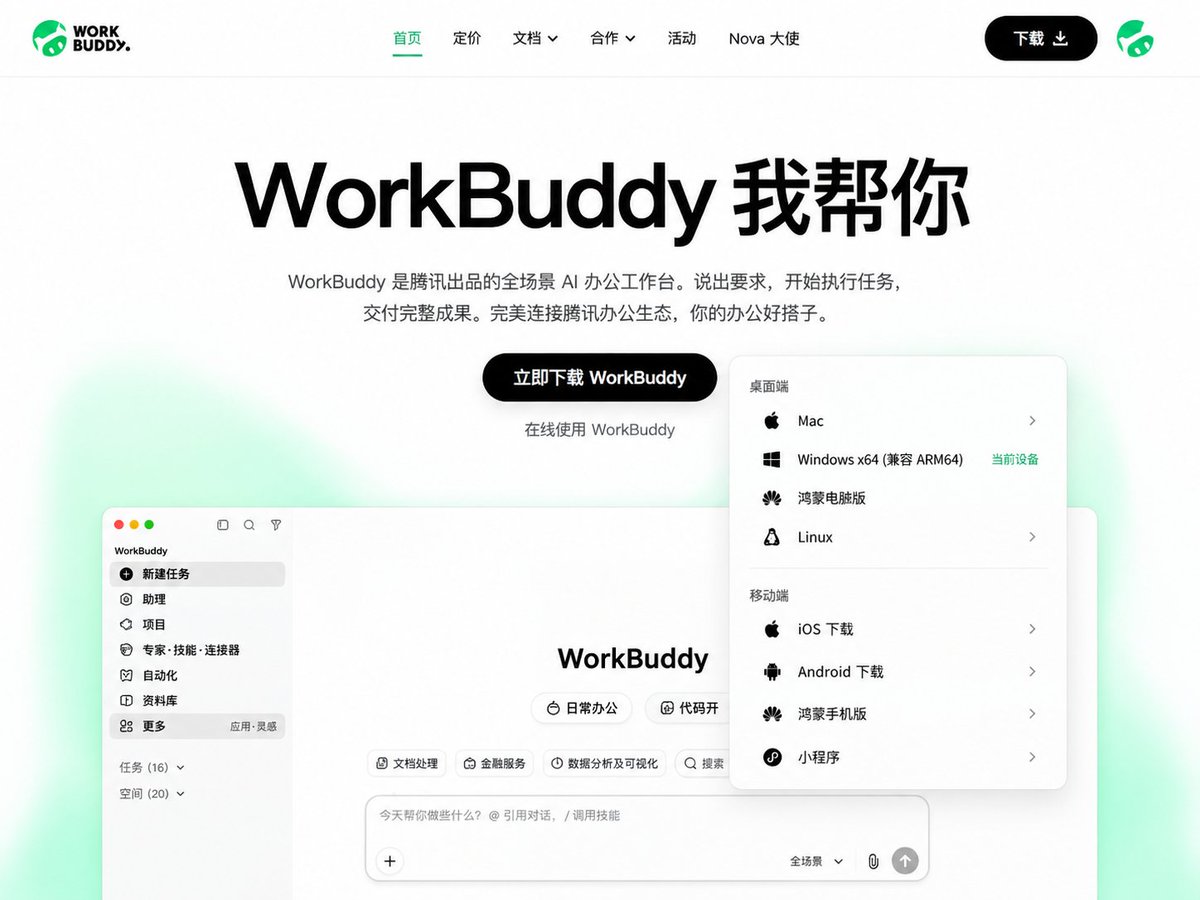 WORK
BUDDY.
首页 定价 文档 合作 活动 Nova 大使
下载
WorkBuddy 我帮你
WorkBuddy 是腾讯出品的全场景 AI 办公工作台。说出要求，开始执行任务，
交付完整成果。完美连接腾讯办公生态，你的办公好搭子。
立即下载 WorkBuddy
在线使用 WorkBuddy
桌面端
Mac
Windows x64 (兼容 ARM64) 当前设备
鸿蒙电脑版
Linux
移动端
iOS 下载
Android 下载
鸿蒙手机版
小程序
WorkBuddy
新建任务
助理
项目
专家·技能·连接器
自动化
资料库
更多 应用·灵感
任务 (16)
空间 (20)
WorkBuddy
日常办公 代码开
文档处理 金融服务 数据分析及可视化 搜索
今天帮你做些什么？@ 引用对话，/ 调用技能
全场景